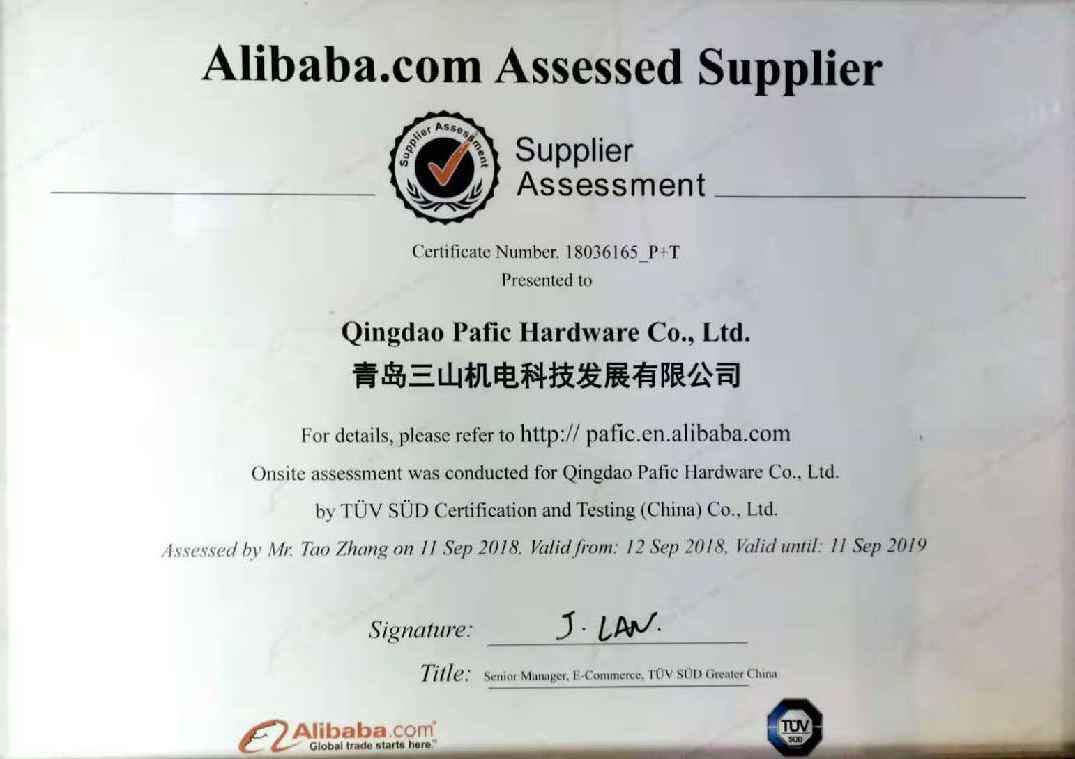 Alibaba.com Assessed Supplier
Supplier Assessment
Supplier
Assessment
Certificate Number. 18036165_P+T
Presented to
Qingdao Pafic Hardware Co., Ltd.
青岛三山机电科技发展有限公司
For details, please refer to http:// pafic.en.alibaba.com
Onsite assessment was conducted for Qingdao Pafic Hardware Co., Ltd.
by TÜV SÜD Certification and Testing (China) Co., Ltd.
Assessed by Mr. Tao Zhang on 11 Sep 2018, Valid from: 12 Sep 2018, Valid until: 11 Sep 2019
Signature: J. LAN.
Title: Senior Manager, E-Commerce, TÜV SÜD Greater China
Alibaba.com®
Global trade starts here.™
TÜV
SÜD